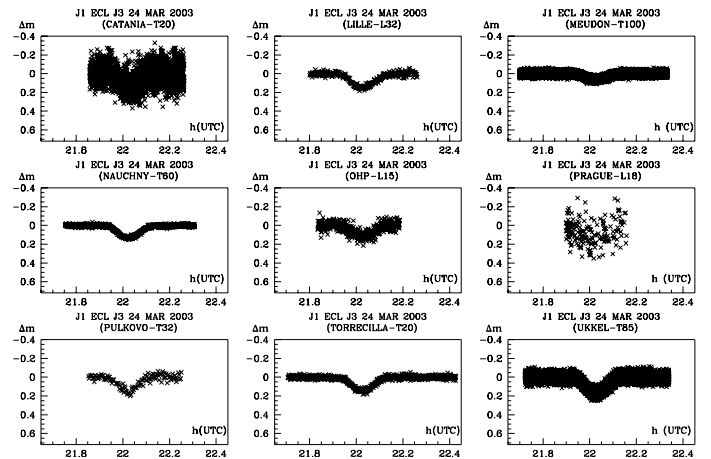 J1 ECL J3 24 MAR 2003
(CATANIA-T20)
Δm
-0.4
-0.2
0
0.2
0.4
0.6
h(UTC)
21.8 22 22.2 22.4
J1 ECL J3 24 MAR 2003
(LILLE-L32)
Δm
-0.4
-0.2
0
0.2
0.4
0.6
h(UTC)
21.8 22 22.2 22.4
J1 ECL J3 24 MAR 2003
(MEUDON-T100)
Δm
-0.4
-0.2
0
0.2
0.4
0.6
h (UTC)
21.8 22 22.2 22.4
J1 ECL J3 24 MAR 2003
(NAUCHNY-T60)
Δm
-0.4
-0.2
0
0.2
0.4
0.6
h(UTC)
21.8 22 22.2 22.4
J1 ECL J3 24 MAR 2003
(OHP-L15)
Δm
-0.4
-0.2
0
0.2
0.4
0.6
h(UTC)
21.8 22 22.2 22.4
J1 ECL J3 24 MAR 2003
(PRAGUE-L18)
Δm
-0.4
-0.2
0
0.2
0.4
0.6
h (UTC)
21.8 22 22.2 22.4
J1 ECL J3 24 MAR 2003
(PULKOVO-T32)
Δm
-0.4
-0.2
0
0.2
0.4
0.6
h(UTC)
21.8 22 22.2 22.4
J1 ECL J3 24 MAR 2003
(TORRECILLA-T20)
Δm
-0.4
-0.2
0
0.2
0.4
0.6
h(UTC)
21.8 22 22.2 22.4
J1 ECL J3 24 MAR 2003
(UKKEL-T85)
Δm
-0.4
-0.2
0
0.2
0.4
0.6
h (UTC)
21.8 22 22.2 22.4